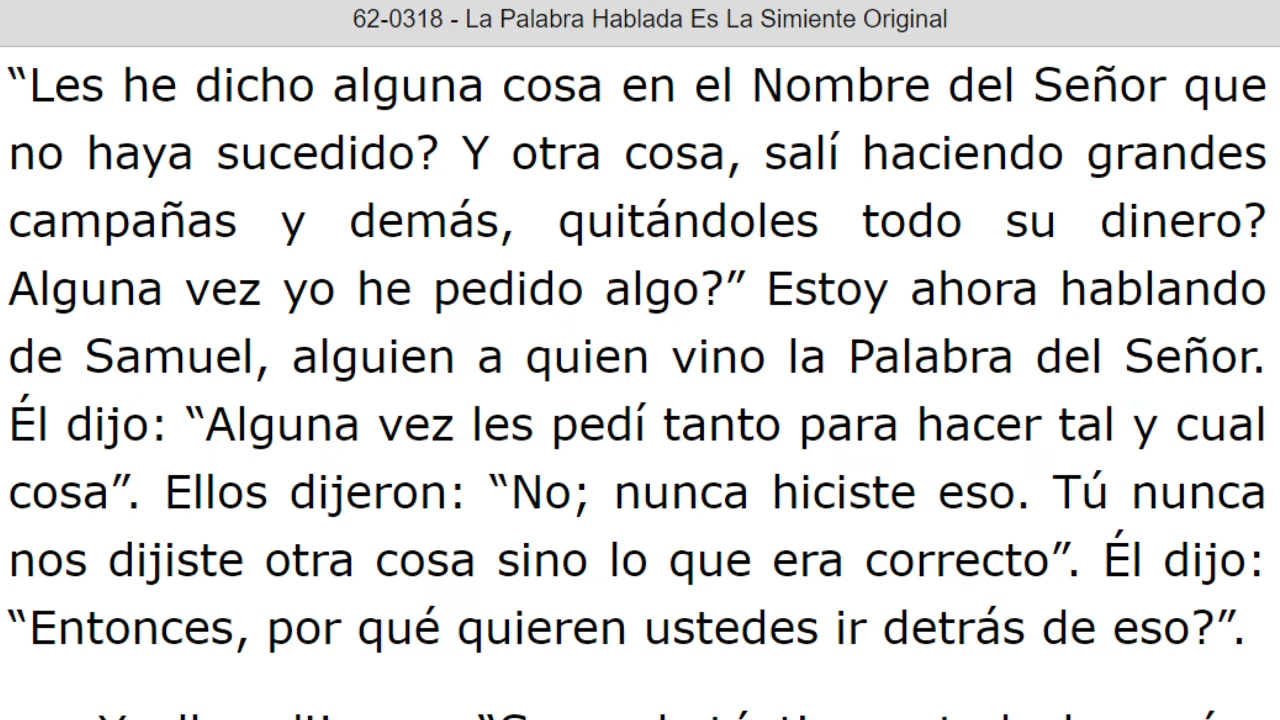 62-0318 - La Palabra Hablada Es La Simiente Original
“Les he dicho alguna cosa en el Nombre del Señor que
no haya sucedido? Y otra cosa, salí haciendo grandes
campañas y demás, quitándoles todo su dinero?
Alguna vez yo he pedido algo?” Estoy ahora hablando
de Samuel, alguien a quien vino la Palabra del Señor.
Él dijo: “Alguna vez les pedí tanto para hacer tal y cual
cosa”. Ellos dijeron: “No; nunca hiciste eso. Tú nunca
nos dijiste otra cosa sino lo que era correcto”. Él dijo:
“Entonces, por qué quieren ustedes ir detrás de eso?”.